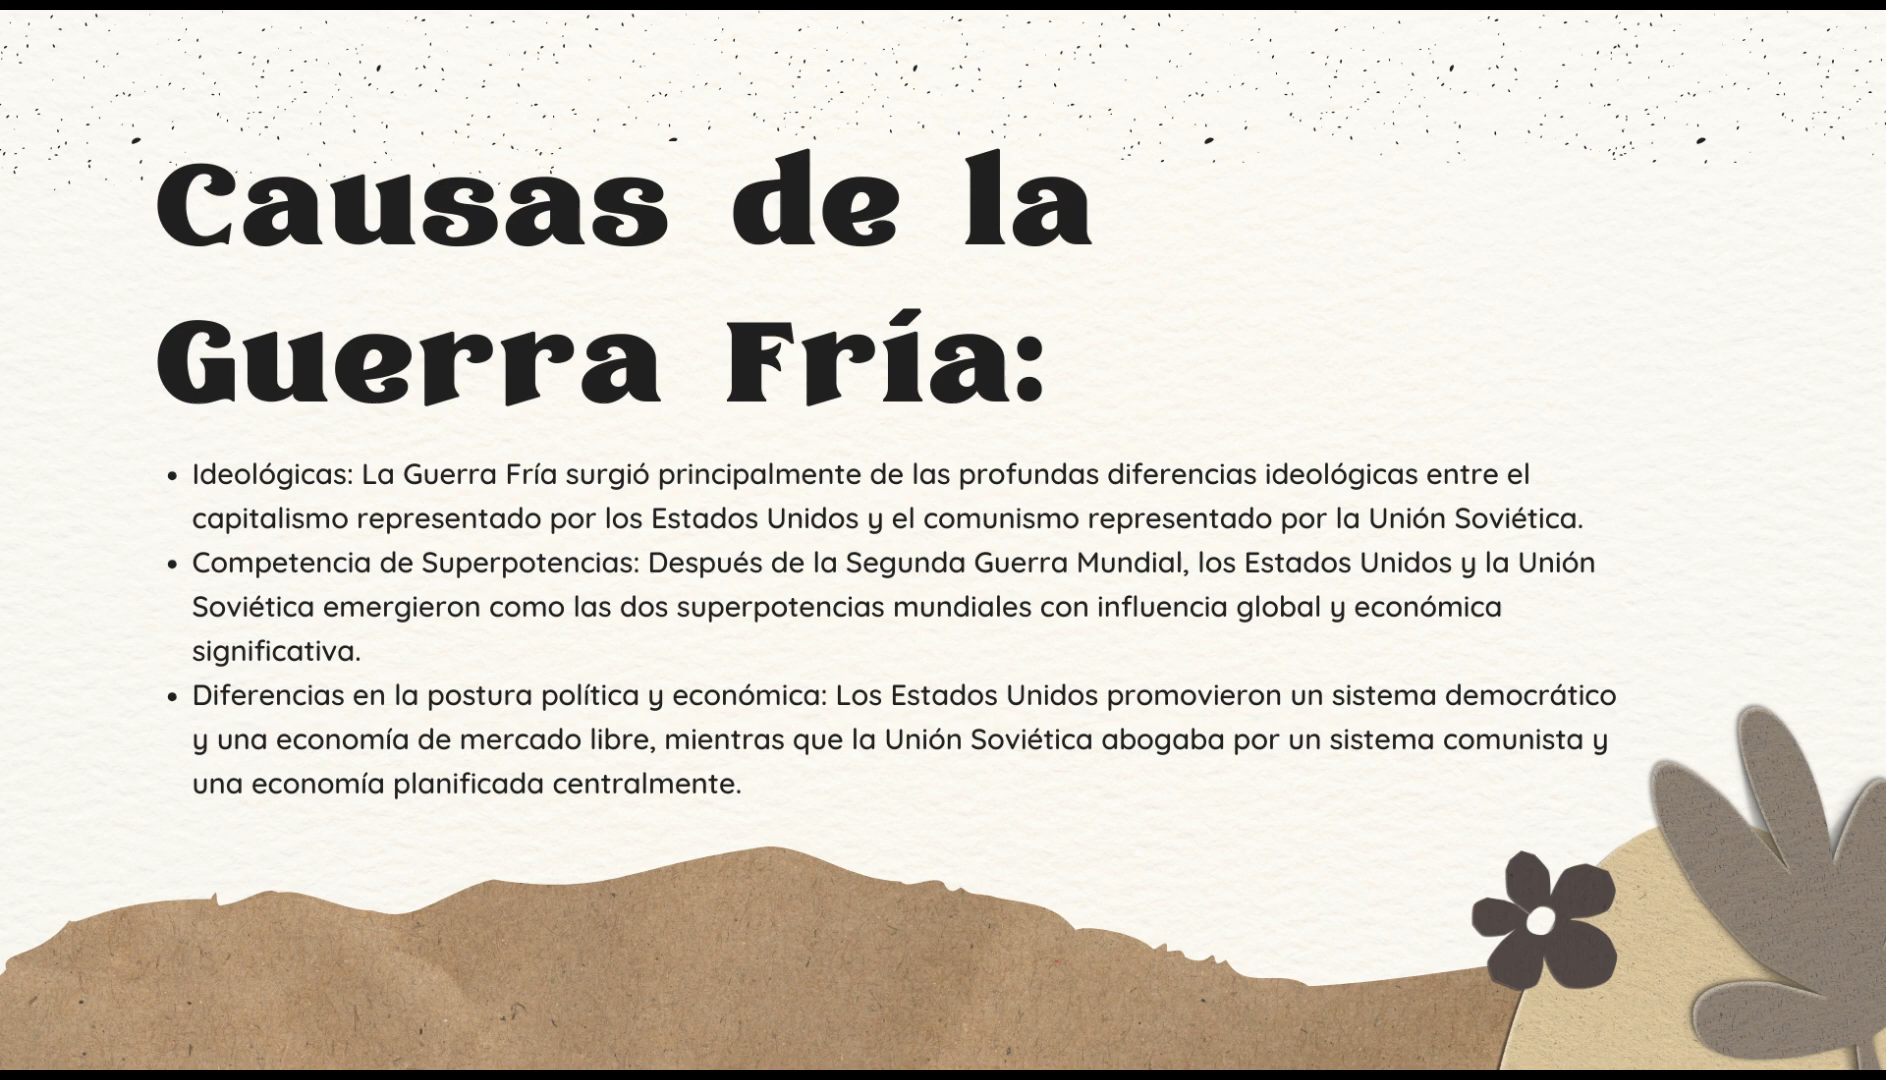 Causas de la
Guerra Fría:
• Ideológicas: La Guerra Fría surgió principalmente de las profundas diferencias ideológicas entre el
capitalismo representado por los Estados Unidos y el comunismo representado por la Unión Soviética.
• Competencia de Superpotencias: Después de la Segunda Guerra Mundial, los Estados Unidos y la Unión
Soviética emergieron como las dos superpotencias mundiales con influencia global y económica
significativa.
• Diferencias en la postura política y económica: Los Estados Unidos promovieron un sistema democrático
y una economía de mercado libre, mientras que la Unión Soviética abogaba por un sistema comunista y
una economía planificada centralmente.